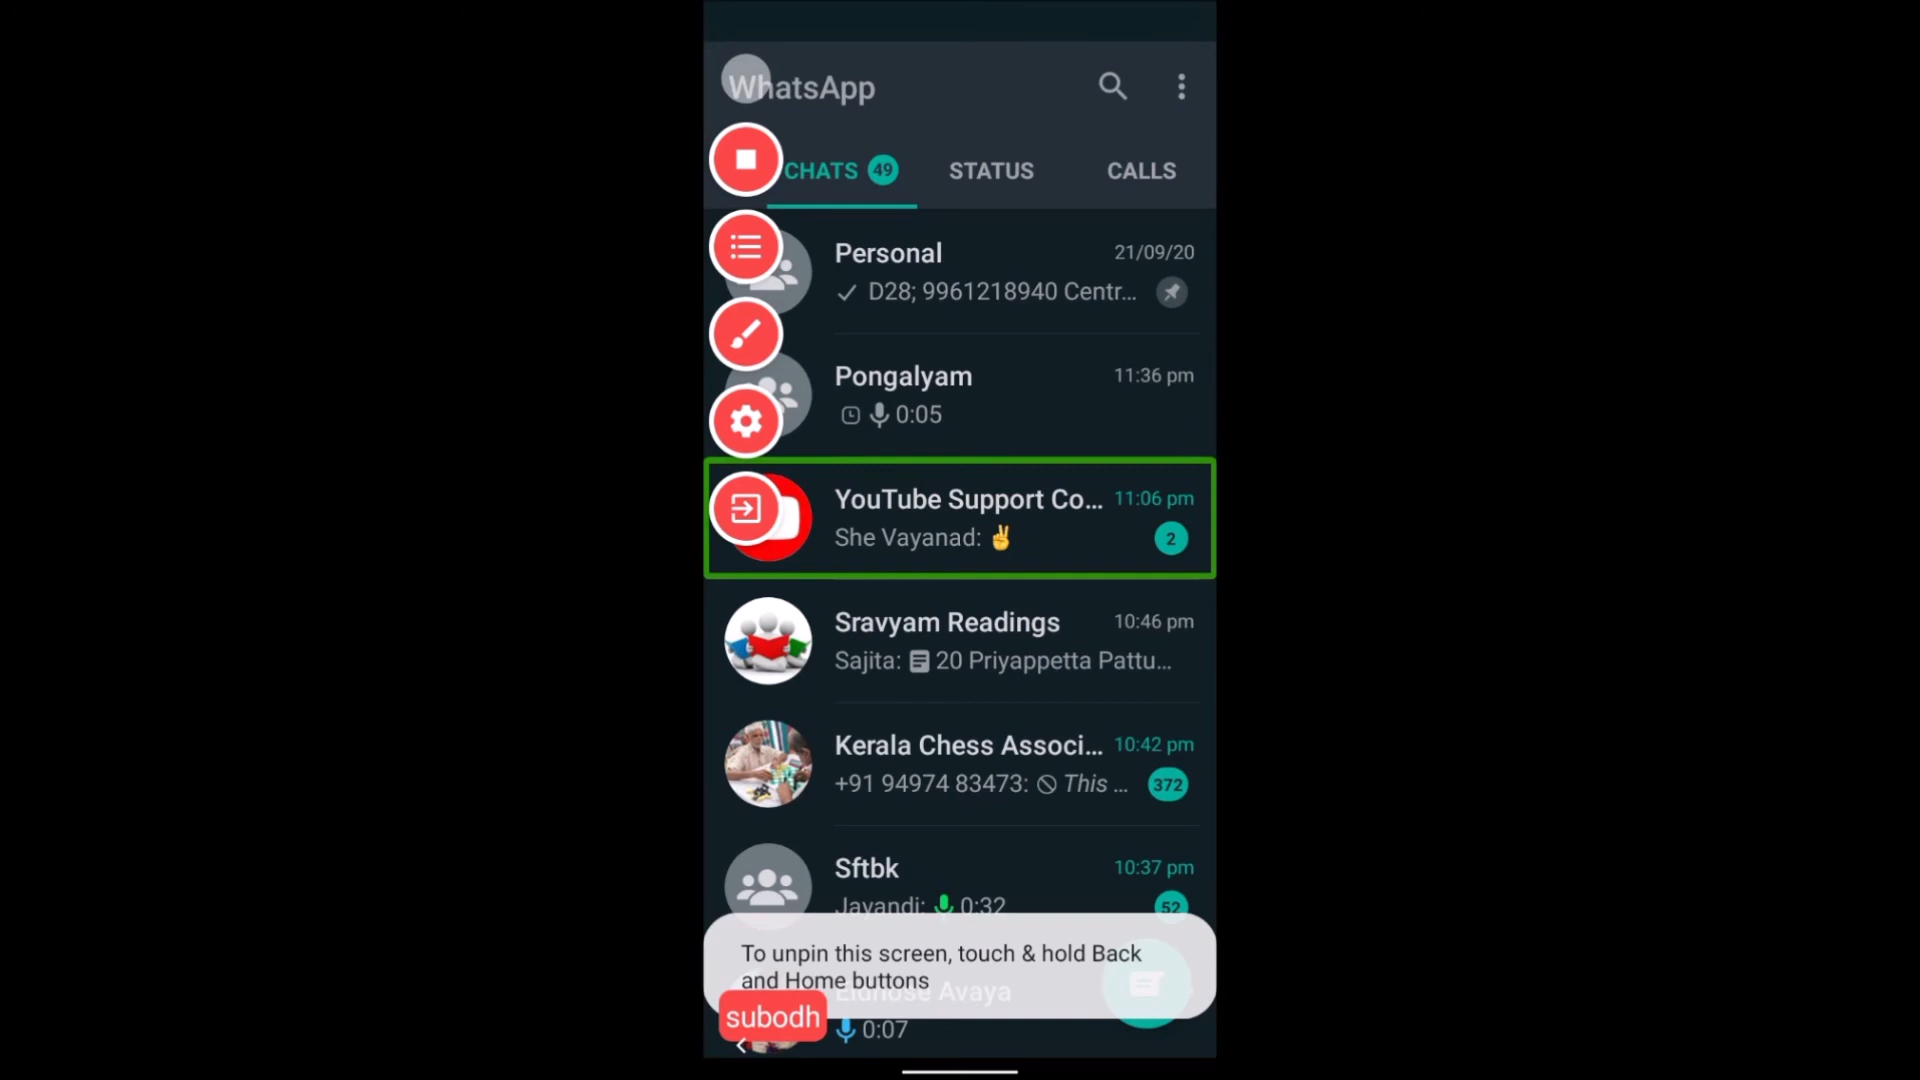 WhatsApp
CHATS 49 STATUS CALLS
Personal 21/09/20
D28; 9961218940 Centr...
Pongalyam 11:36 pm
0:05
YouTube Support Co... 11:06 pm
She Vayanad: ✌ 2
Sravyam Readings 10:46 pm
Sajita: 20 Priyappetta Pattu...
Kerala Chess Associ... 10:42 pm
+91 94974 83473: This ... 372
Sftbk 10:37 pm
Jayandi: 0:32 52
To unpin this screen, touch & hold Back
and Home buttons
Eldhose Avaya
subodh
0:07